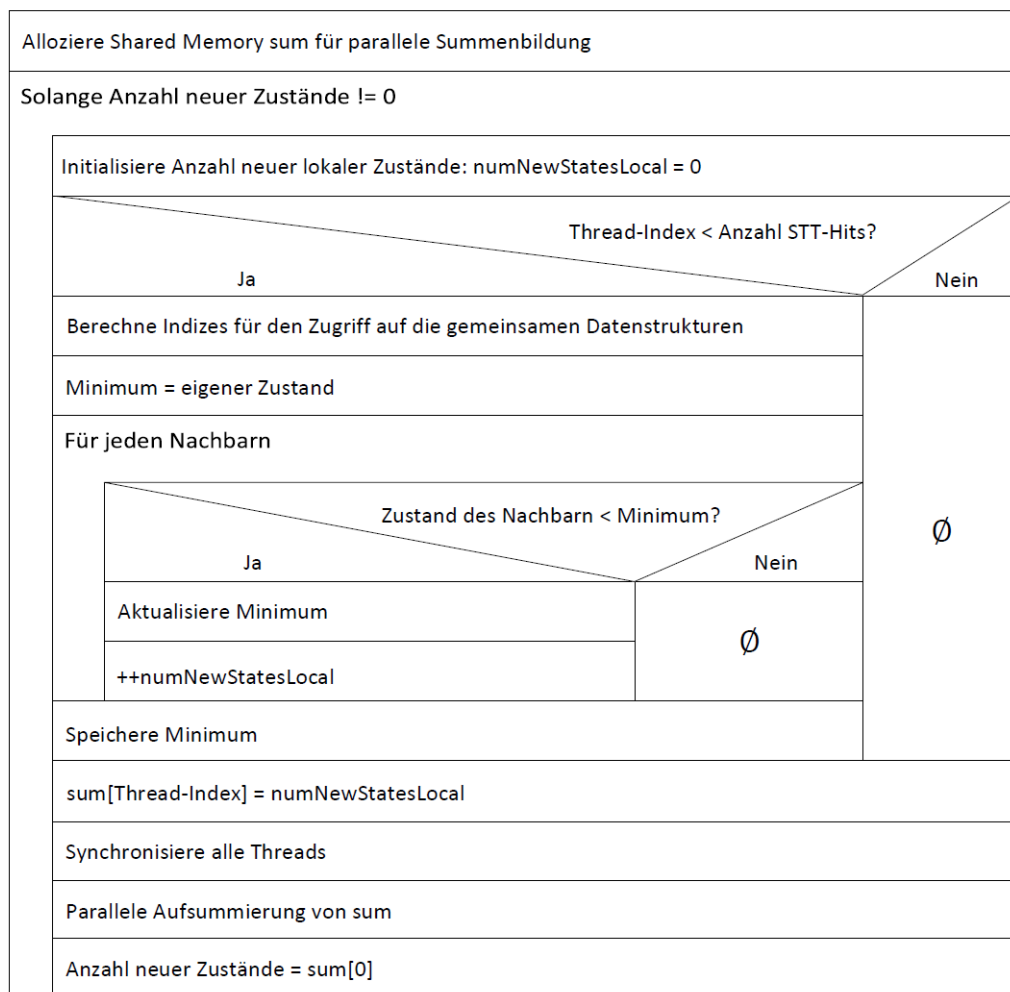 Alloziere Shared Memory sum für parallele Summenbildung
Solange Anzahl neuer Zustände != 0
Initialisiere Anzahl neuer lokaler Zustände: numNewStatesLocal = 0
Thread-Index < Anzahl STT-Hits?
Ja
Nein
Berechne Indizes für den Zugriff auf die gemeinsamen Datenstrukturen
Minimum = eigener Zustand
Für jeden Nachbarn
Zustand des Nachbarn < Minimum?
Ja
Nein
Ø
Aktualisiere Minimum
Ø
++numNewStatesLocal
Speichere Minimum
sum[Thread-Index] = numNewStatesLocal
Synchronisiere alle Threads
Parallele Aufsummierung von sum
Anzahl neuer Zustände = sum[0]